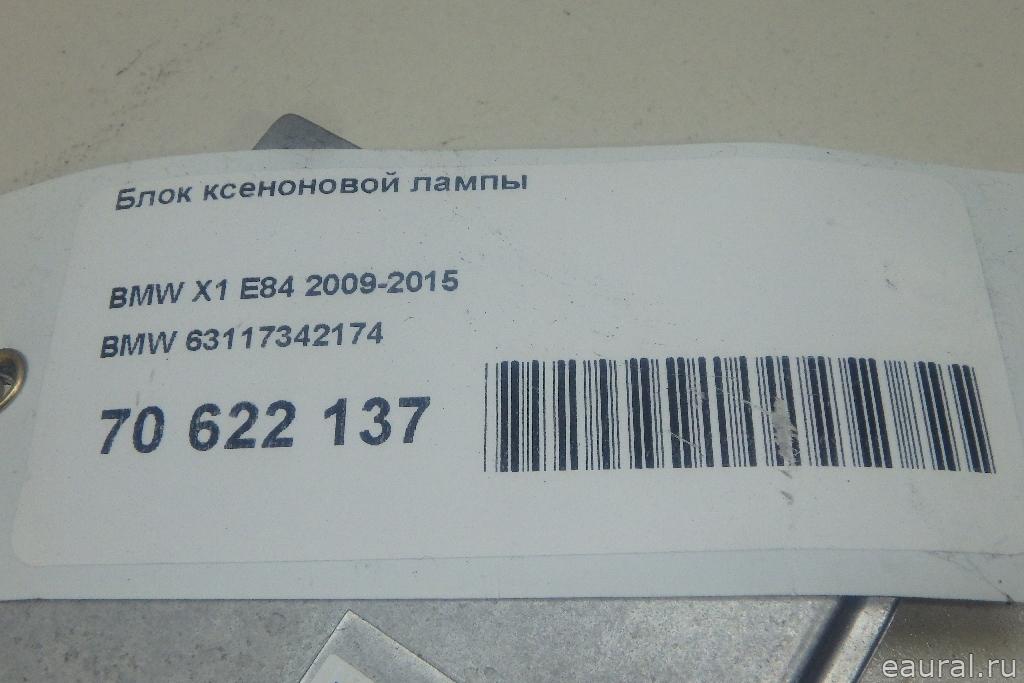 Блок ксеноновой лампы
BMW X1 E84 2009-2015
BMW 63117342174
70 622 137
eaural.ru